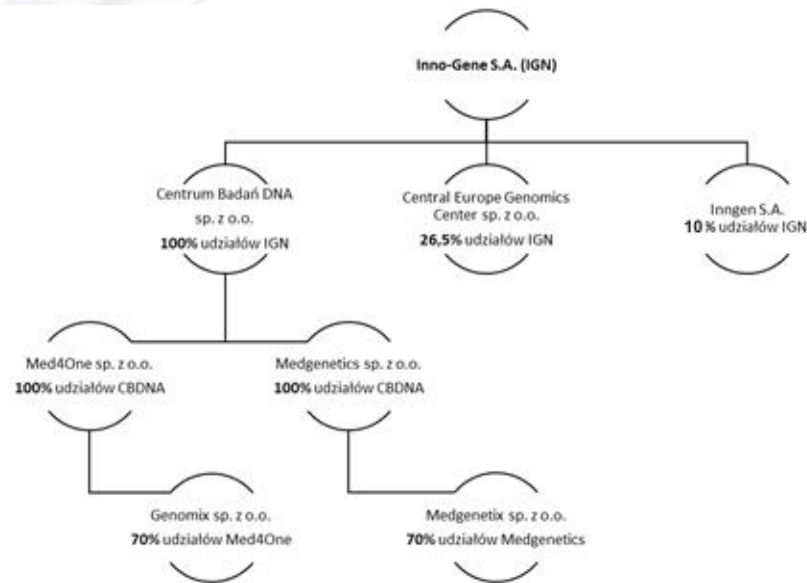 Inno-Gene S.A. (IGN)
Centrum Badań DNA
sp. z o.o.
100% udziałów IGN
Central Europe Genomics
Center sp. z o.o.
26,5% udziałów IGN
Inngen S.A.
10 % udziałów IGN
Med4One sp. z o.o.
100% udziałów CBDNA
Medgenetics sp. z o.o.
100% udziałów CBDNA
Genomix sp. z o.o.
70% udziałów Med4One
Medgenetix sp. z o.o.
70% udziałów Medgenetics